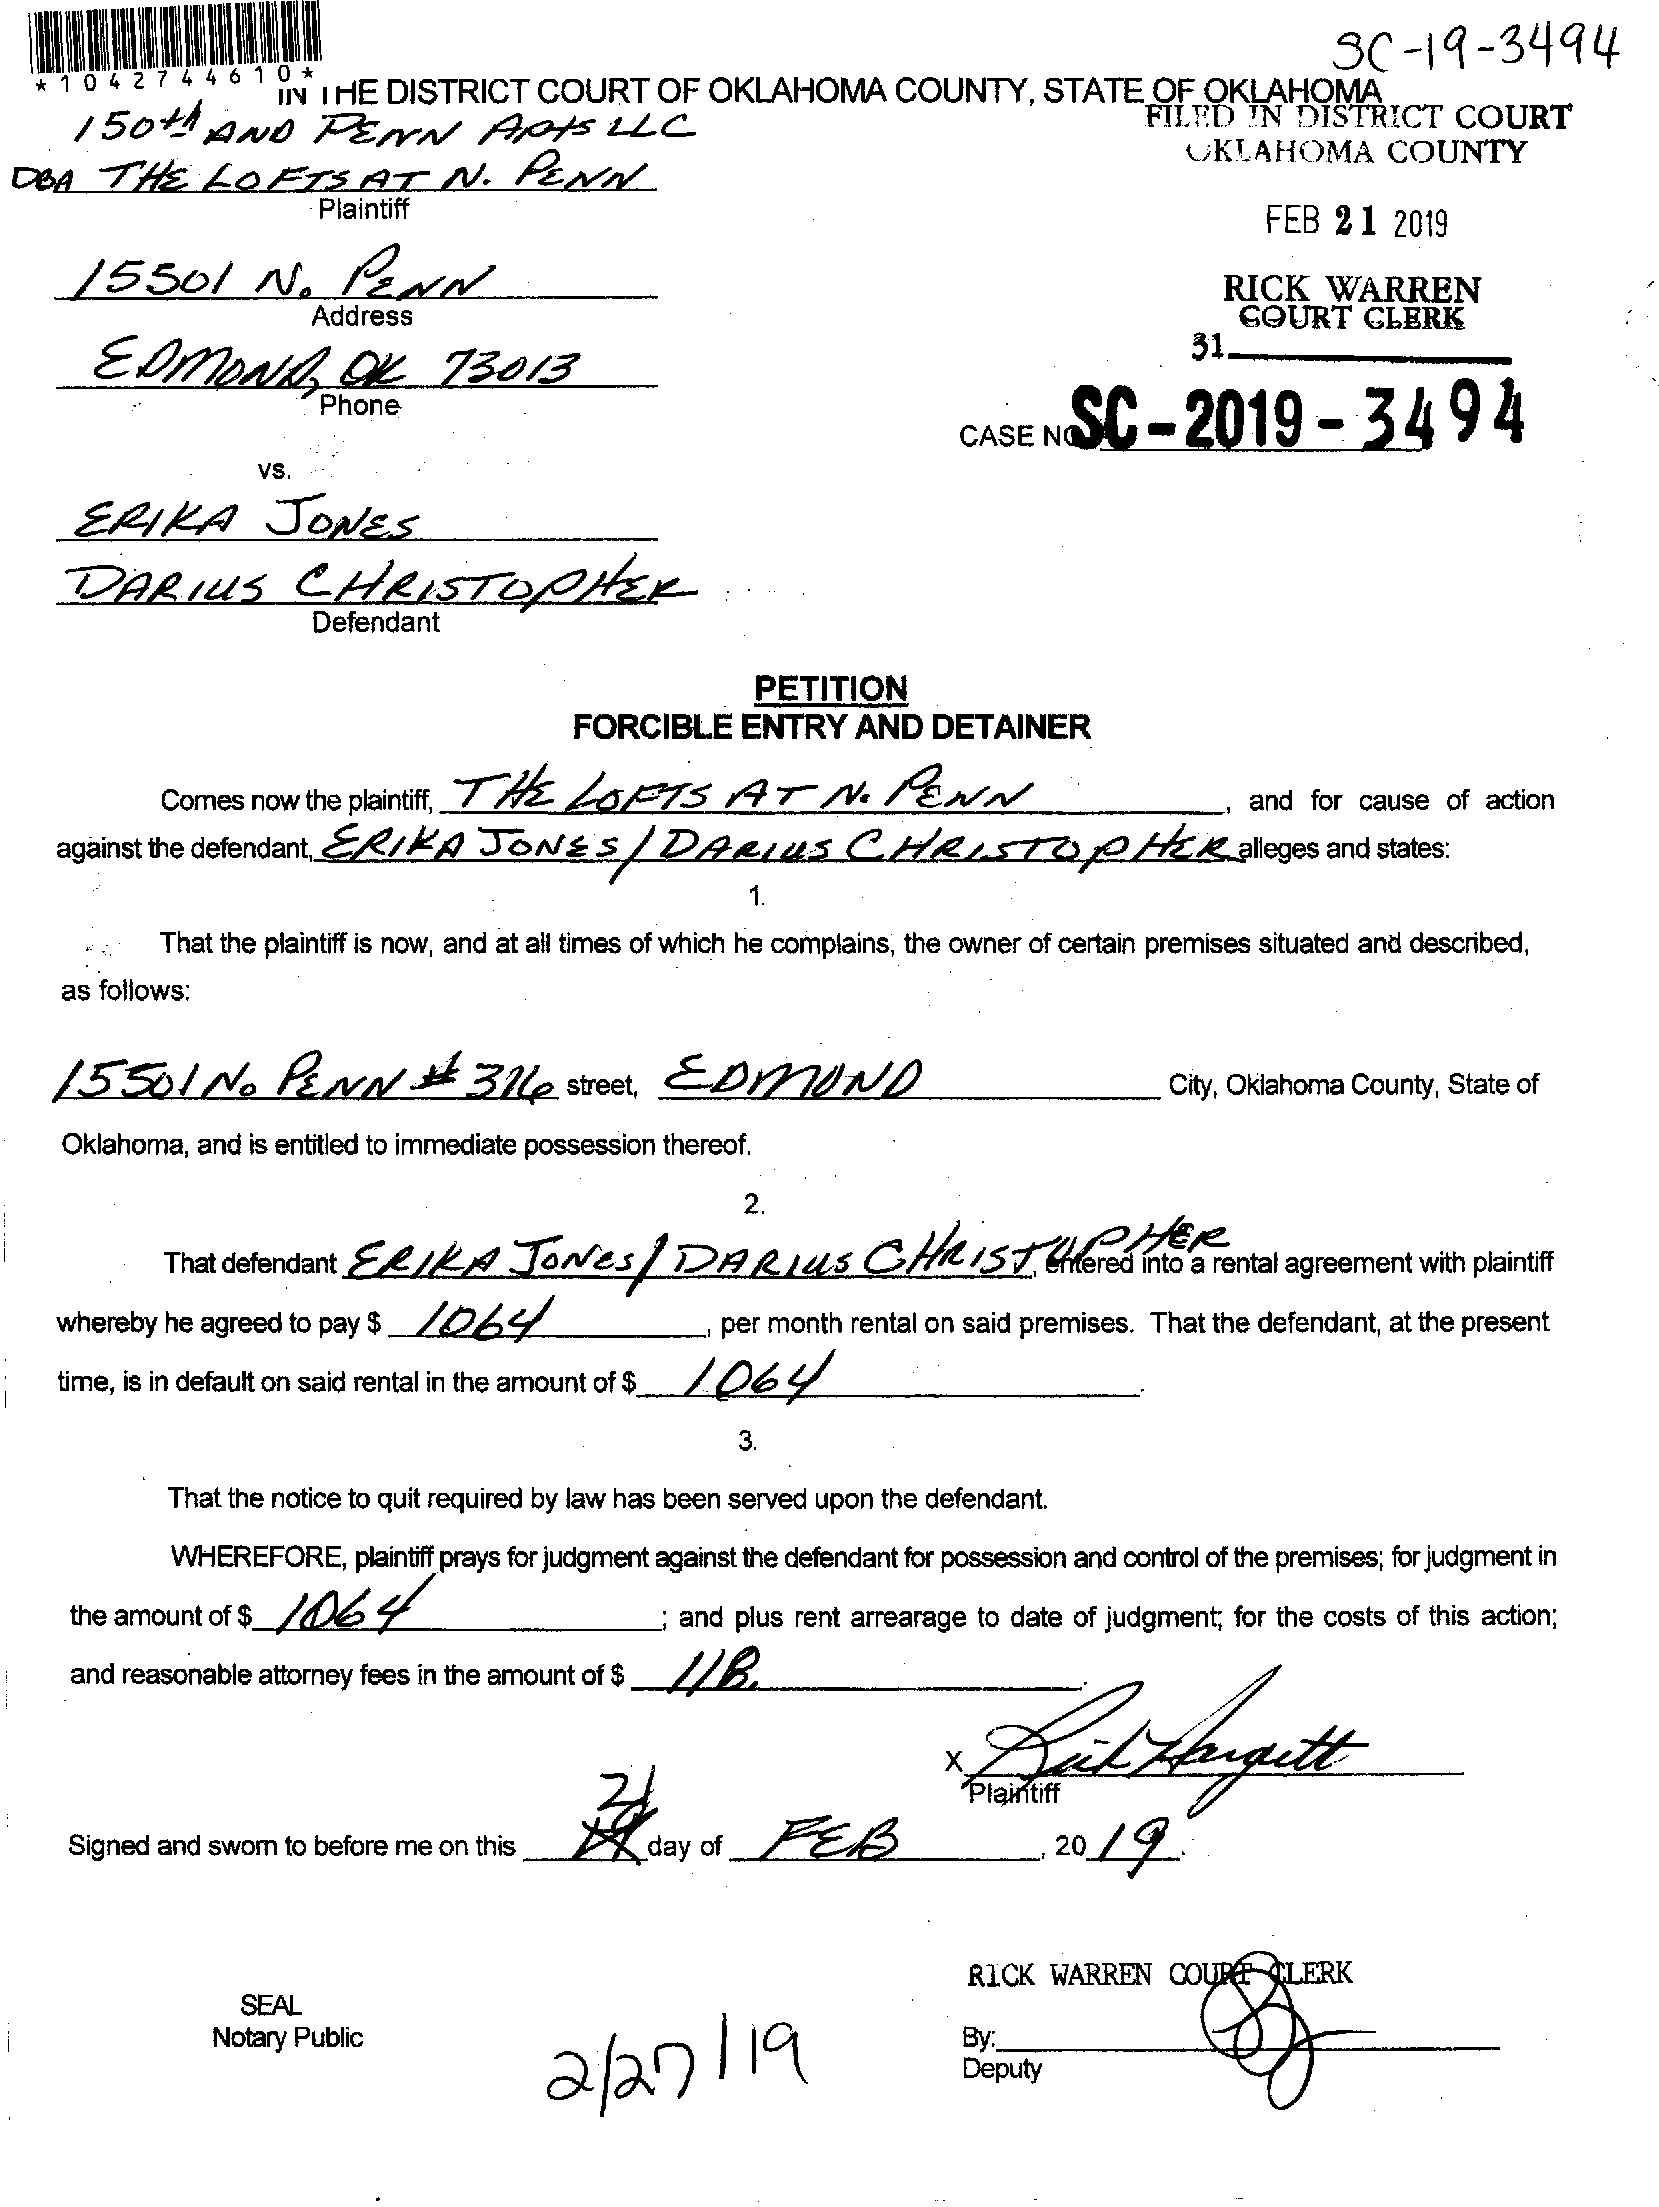 SC-19-3494
*1042744610*
IN THE DISTRICT COURT OF OKLAHOMA COUNTY, STATE OF OKLAHOMA
FILED IN DISTRICT COURT
OKLAHOMA COUNTY
150th AND PENN Apts LLC
DBA THE LOFTS AT N. PENN
Plaintiff
FEB 21 2019
15501 N. PENN
Address
RICK WARREN
COURT CLERK
31
EDMOND, OK 73013
Phone
CASE NO SC-2019-3494
vs.
ERIKA JONES
DARIUS CHRISTOPHER
Defendant
PETITION
FORCIBLE ENTRY AND DETAINER
Comes now the plaintiff, THE LOFTS AT N. PENN, and for cause of action
against the defendant, ERIKA JONES/DARIUS CHRISTOPHER alleges and states:
1.
That the plaintiff is now, and at all times of which he complains, the owner of certain premises situated and described,
as follows:
15501 No PENN # 316 street, EDMOND City, Oklahoma County, State of
Oklahoma, and is entitled to immediate possession thereof.
2.
That defendant ERIKA JONES/DARIUS CHRISTOPHER, entered into a rental agreement with plaintiff
whereby he agreed to pay $ 1064, per month rental on said premises. That the defendant, at the present
time, is in default on said rental in the amount of $ 1064.
3.
That the notice to quit required by law has been served upon the defendant.
WHEREFORE, plaintiff prays for judgment against the defendant for possession and control of the premises; for judgment in
the amount of $ 1064; and plus rent arrearage to date of judgment; for the costs of this action;
and reasonable attorney fees in the amount of $
X Rick Hargett
Plaintiff
Signed and sworn to before me on this 21 day of FEB, 20 19.
RICK WARREN COURT CLERK
SEAL
Notary Public
2/27/19
By:
Deputy